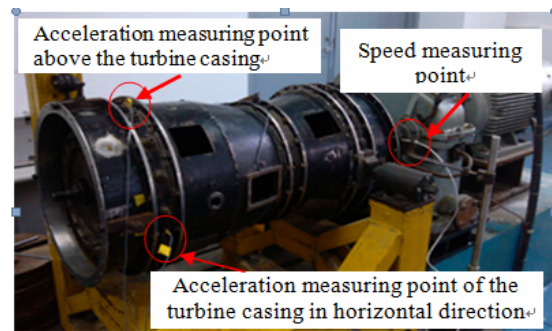 Acceleration measuring point
above the turbine casing↵
Speed measuring
point↵
Acceleration measuring point of the
turbine casing in horizontal direction↵